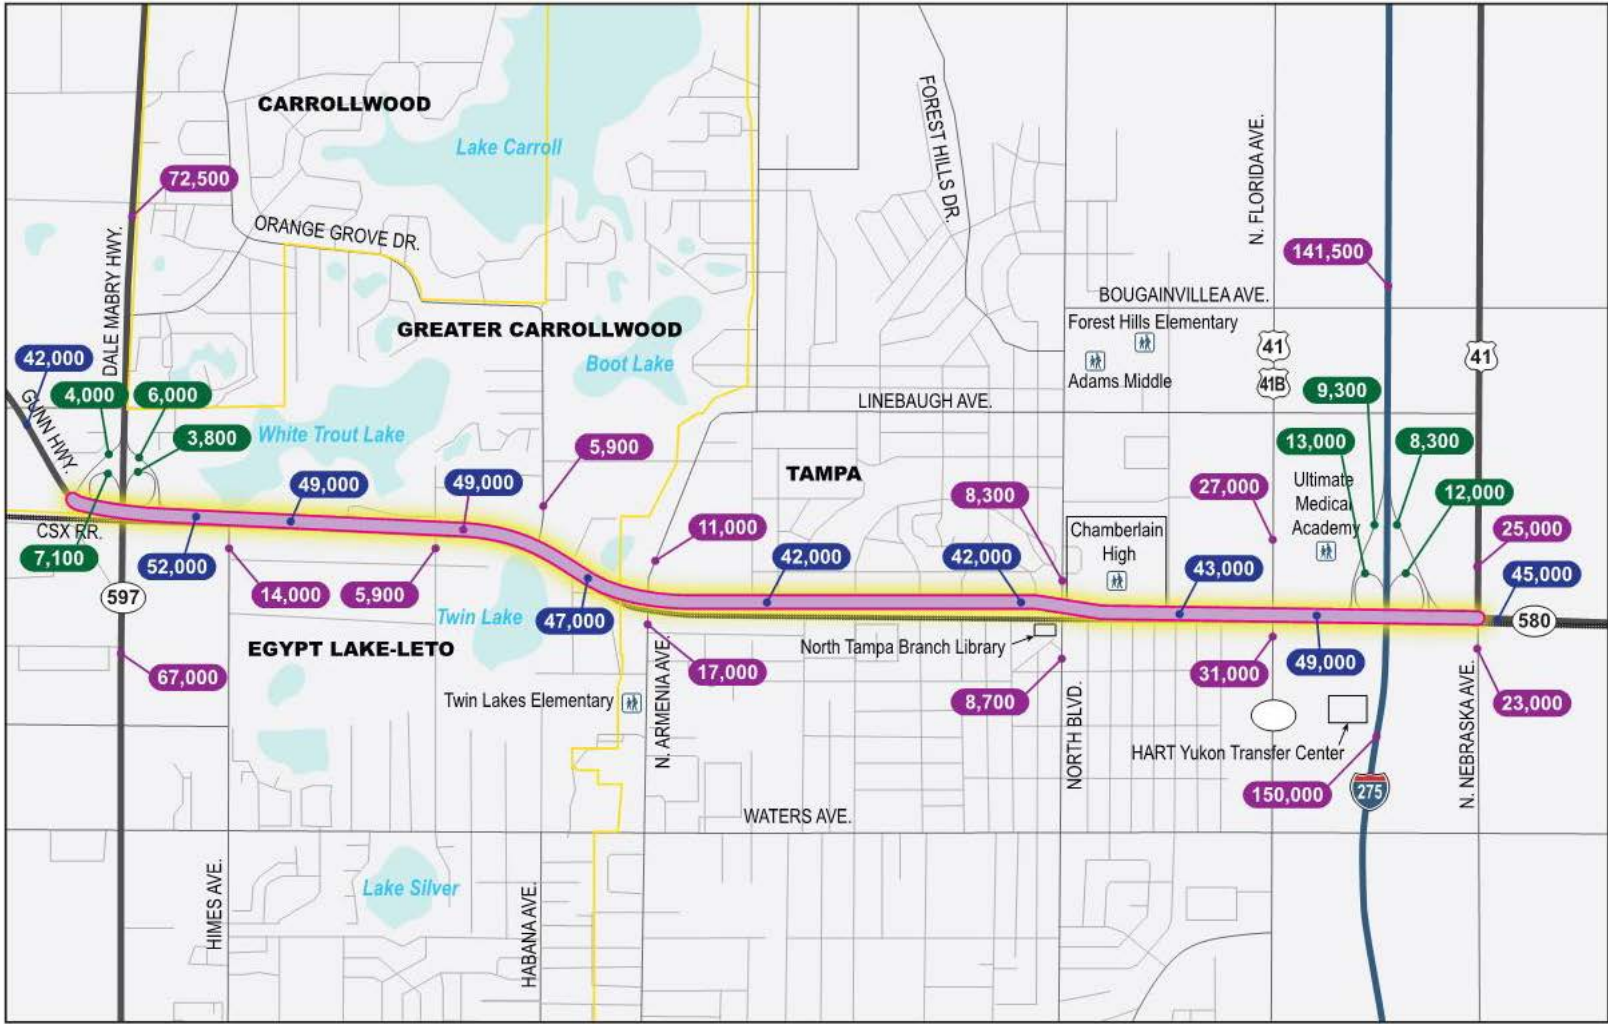 CARROLLWOOD
Lake Carroll
FOREST HILLS DR.
N. FLORIDA AVE.
72,500
ORANGE GROVE DR.
DALE MABRY HWY.
141,500
BOUGAINVILLEA AVE.
GREATER CARROLLWOOD
Forest Hills Elementary
41
41
42,000
Boot Lake
Adams Middle
41B
4,000
6,000
LINEBAUGH AVE.
9,300
GUNN HWY.
3,800
White Trout Lake
5,900
13,000
8,300
TAMPA
49,000
49,000
8,300
27,000
Ultimate
Medical
Academy
12,000
CSX RR.
11,000
Chamberlain
High
25,000
7,100
52,000
42,000
42,000
43,000
45,000
597
14,000
5,900
Twin Lake
47,000
580
EGYPT LAKE-LETO
North Tampa Branch Library
49,000
67,000
17,000
31,000
Twin Lakes Elementary
N. ARMENIA AVE.
8,700
23,000
NORTH BLVD.
HART Yukon Transfer Center
N. NEBRASKA AVE.
150,000
275
WATERS AVE.
HIMES AVE.
Lake Silver
HABANA AVE.